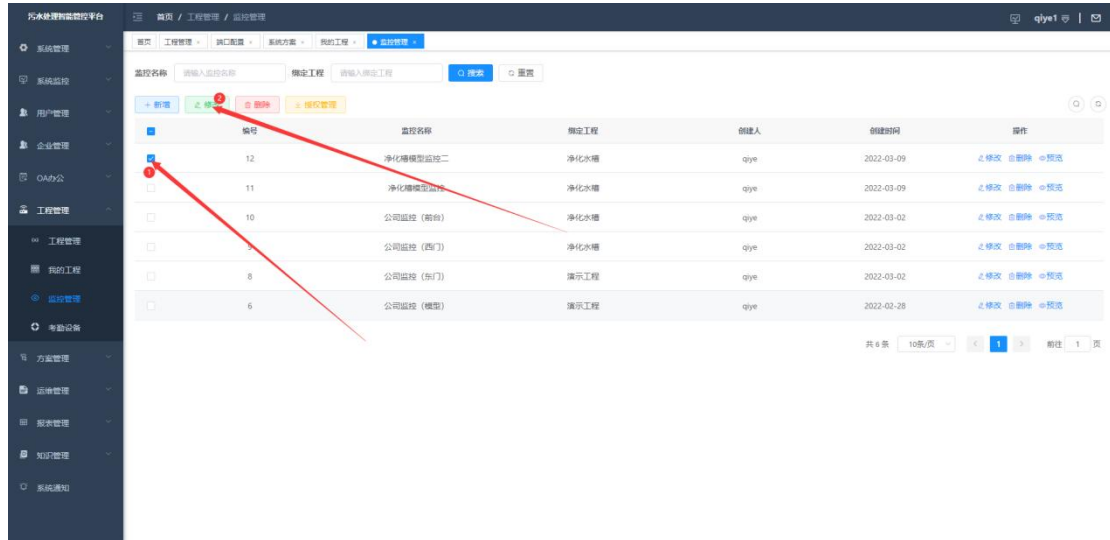 污水处理智能管控平台
首页 / 工程管理 / 监控管理
qiye1
系统管理
系统监控
用户管理
企业管理
OA办公
工程管理
工程管理
我的工程
监控管理
考勤设备
方案管理
运维管理
报表管理
知识管理
系统通知
首页 工程管理 × 端口配置 × 系统方案 × 我的工程 × 监控管理 ×
监控名称 请输入监控名称 绑定工程 请输入绑定工程 搜索 重置
+ 新增 修改 删除 授权管理
2
编号 监控名称 绑定工程 创建人 创建时间 操作
12 净化槽模型监控二 净化水槽 qiye 2022-03-09 修改 删除 预览
1
11 净化槽模型监控 净化水槽 qiye 2022-03-09 修改 删除 预览
10 公司监控（前台） 净化水槽 qiye 2022-03-02 修改 删除 预览
9 公司监控（西门） 净化水槽 qiye 2022-03-02 修改 删除 预览
8 公司监控（东门） 演示工程 qiye 2022-03-02 修改 删除 预览
6 公司监控（模型） 演示工程 qiye 2022-02-28 修改 删除 预览
共 6 条 10条/页 < 1 > 前往 1 页